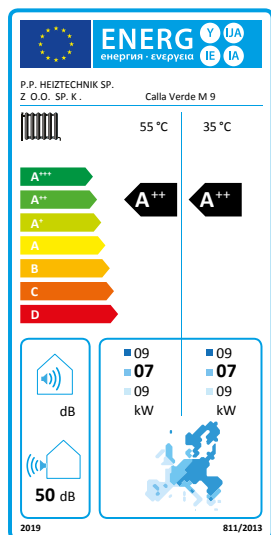 ENERG
енергия · ενεργεια
Y IJA
IE IA
P.P. HEIZTECHNIK SP.
Z O.O. SP. K . Calla Verde M 9
55 °C 35 °C
A+++
A++
A+
A
B
C
D
A++ A++
09 09
07 07
09 09
kW kW
dB
50 dB
2019 811/2013